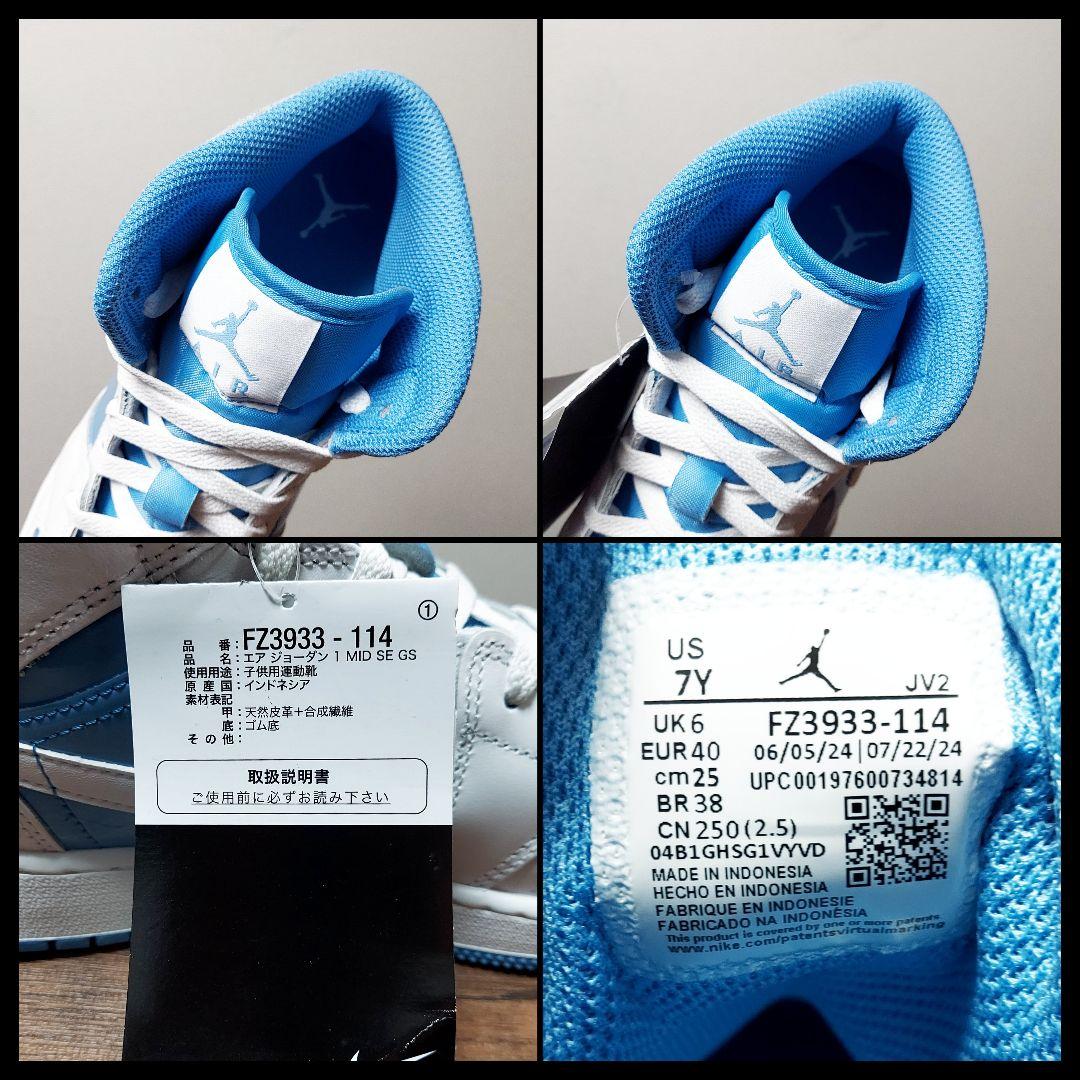 AIR
AIR
①
品 番：FZ3933 - 114
品 名：エア ジョーダン 1 MID SE GS
使用用途：子供用運動靴
原 産 国：インドネシア
素材表記
甲：天然皮革＋合成繊維
底：ゴム底
そ の 他：
取扱説明書
ご使用前に必ずお読み下さい
US
7Y
JV2
UK 6 FZ3933-114
EUR 40 06/05/24 | 07/22/24
cm 25 UPC 00197600734814
BR 38
CN 250 (2.5)
04B1GHSG1VYVD
MADE IN INDONESIA
HECHO EN INDONESIA
FABRIQUE EN INDONESIE
FABRICADO NA INDONÈSIA
This product is covered by one or more patents
www.nike.com/patentsvirtualmarking